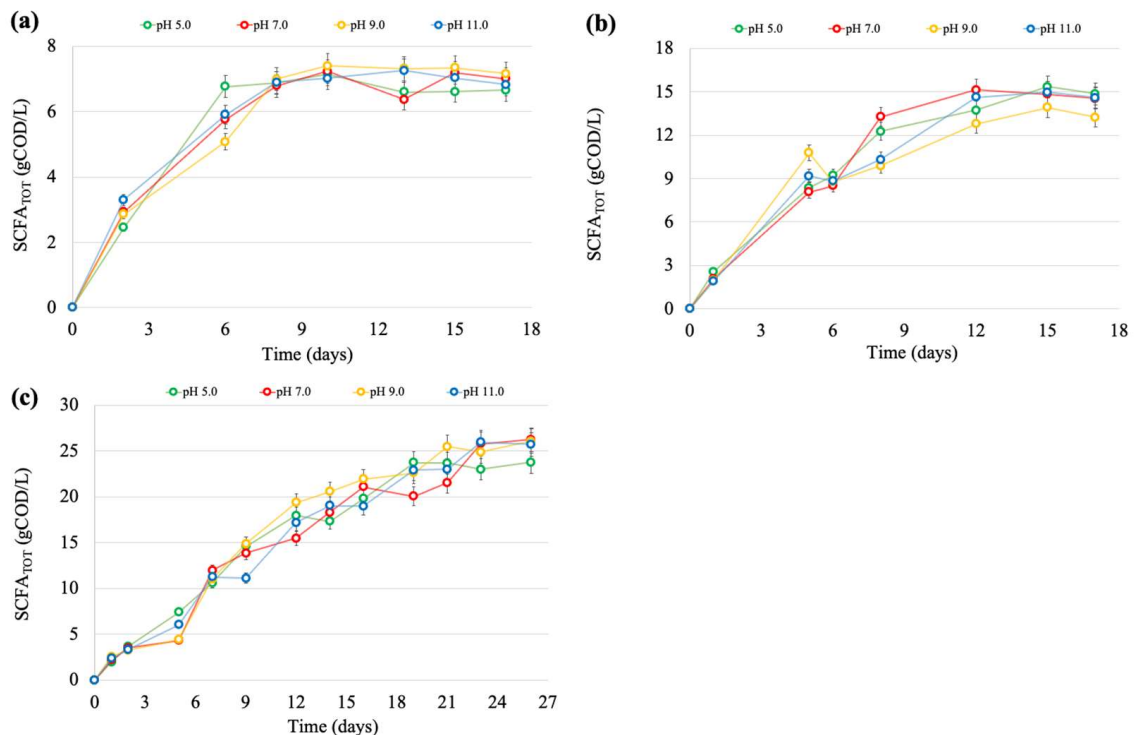 (a)
pH 5.0 pH 7.0 pH 9.0 pH 11.0
SCFATOT (gCOD/L)
8
6
4
2
0
0 3 6 9 12 15 18
Time (days)
(b)
pH 5.0 pH 7.0 pH 9.0 pH 11.0
SCFATOT (gCOD/L)
18
15
12
9
6
3
0
0 3 6 9 12 15 18
Time (days)
(c)
pH 5.0 pH 7.0 pH 9.0 pH 11.0
SCFATOT (gCOD/L)
30
25
20
15
10
5
0
0 3 6 9 12 15 18 21 24 27
Time (days)